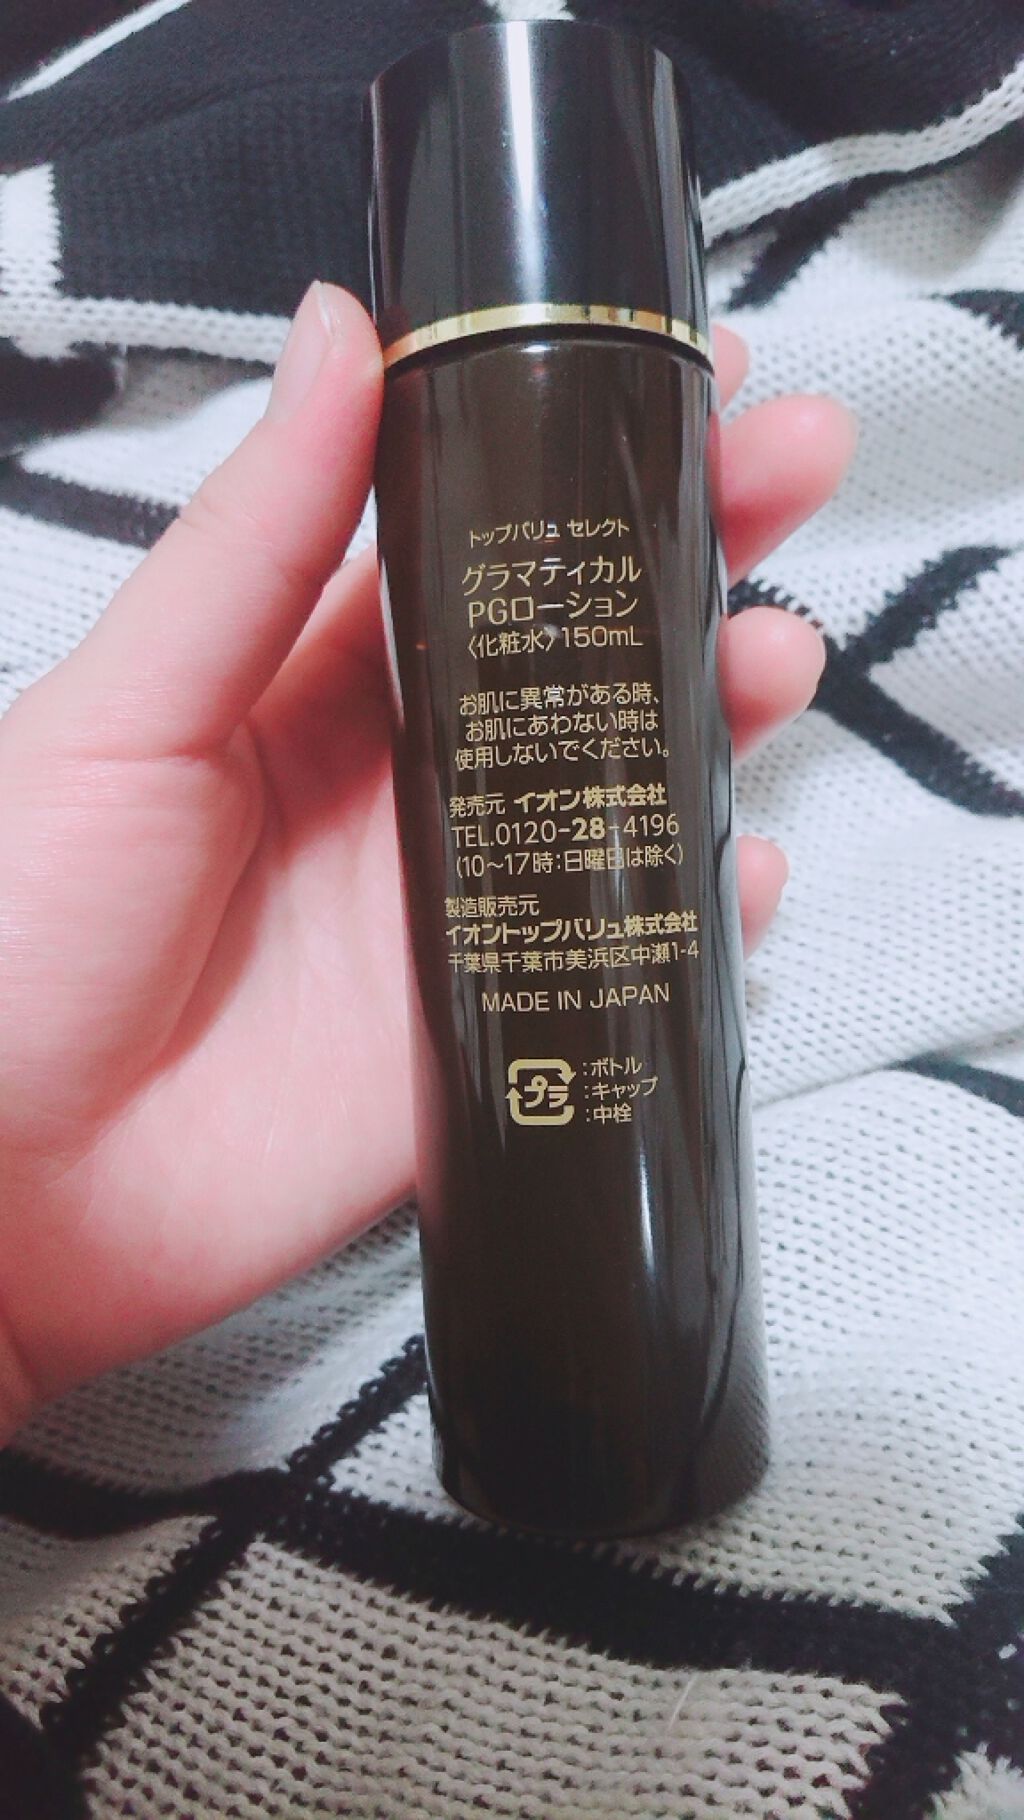 トップバリュ セレクト
グラマティカル
PGローション
〈化粧水〉150mL
お肌に異常がある時、
お肌にあわない時は
使用しないでください。
発売元 イオン株式会社
TEL.0120-28-4196
(10～17時:日曜日は除く)
製造販売元
イオントップバリュ株式会社
千葉県千葉市美浜区中瀬1-4
MADE IN JAPAN
プラ :ボトル
:キャップ
:中栓